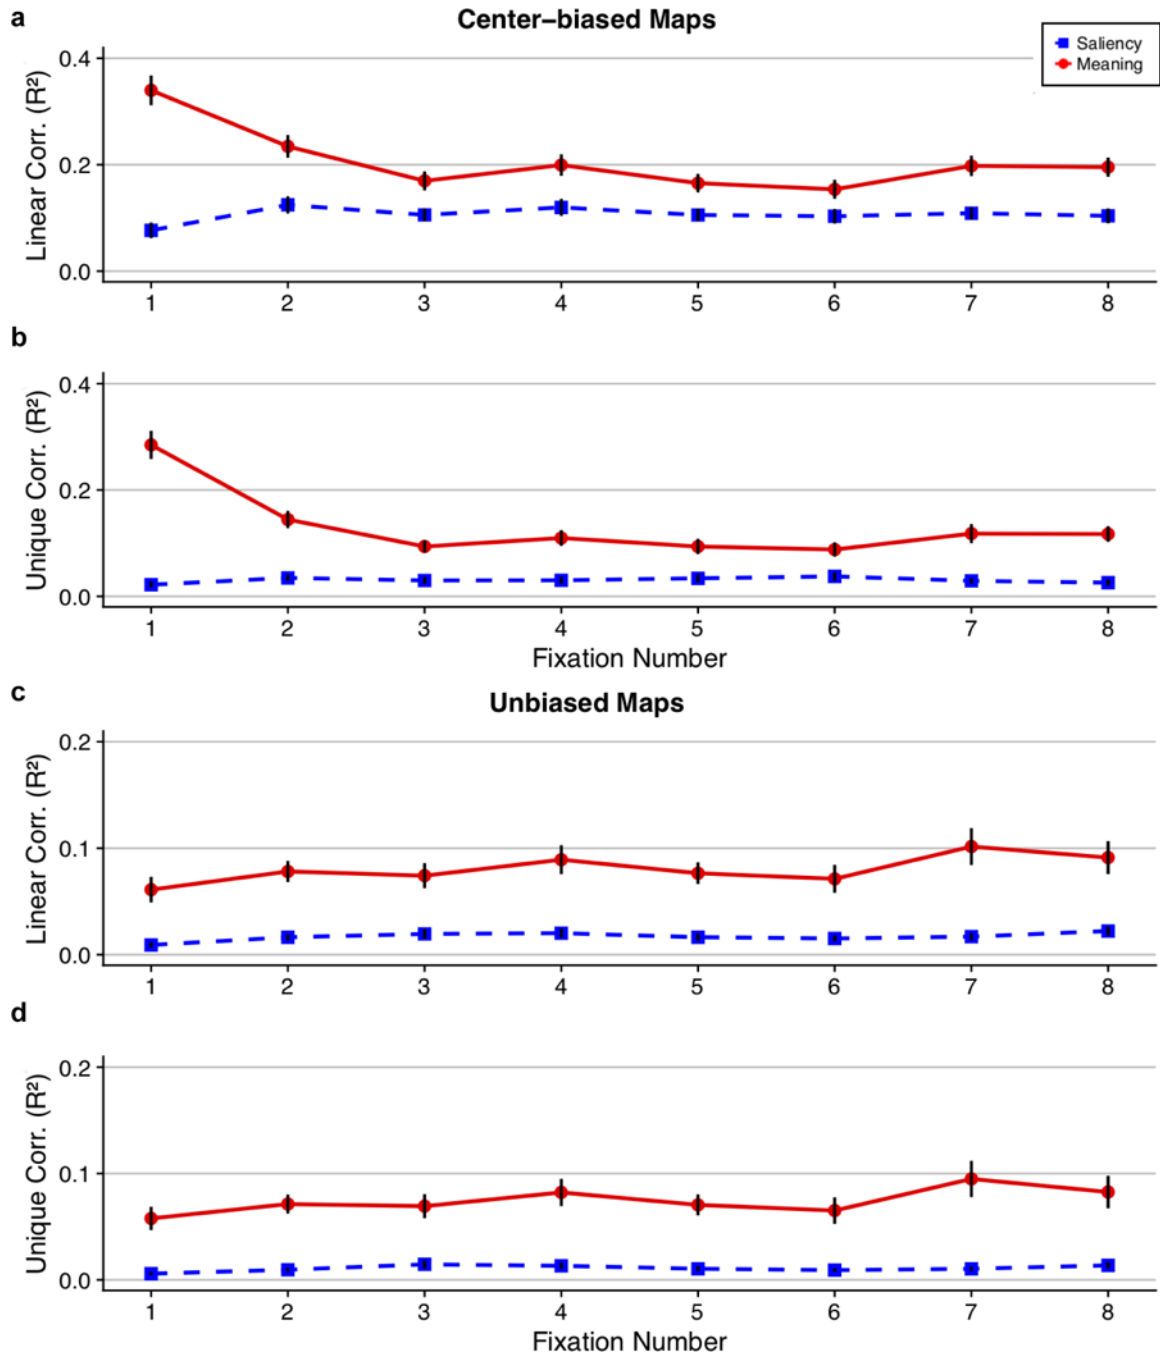 a
Center-biased Maps
Saliency
Meaning
Linear Corr. (R²)
0.4
0.2
0.0
1 2 3 4 5 6 7 8
b
Unique Corr. (R²)
0.4
0.2
0.0
1 2 3 4 5 6 7 8
Fixation Number
c
Unbiased Maps
Linear Corr. (R²)
0.2
0.1
0.0
1 2 3 4 5 6 7 8
d
Unique Corr. (R²)
0.2
0.1
0.0
1 2 3 4 5 6 7 8
Fixation Number